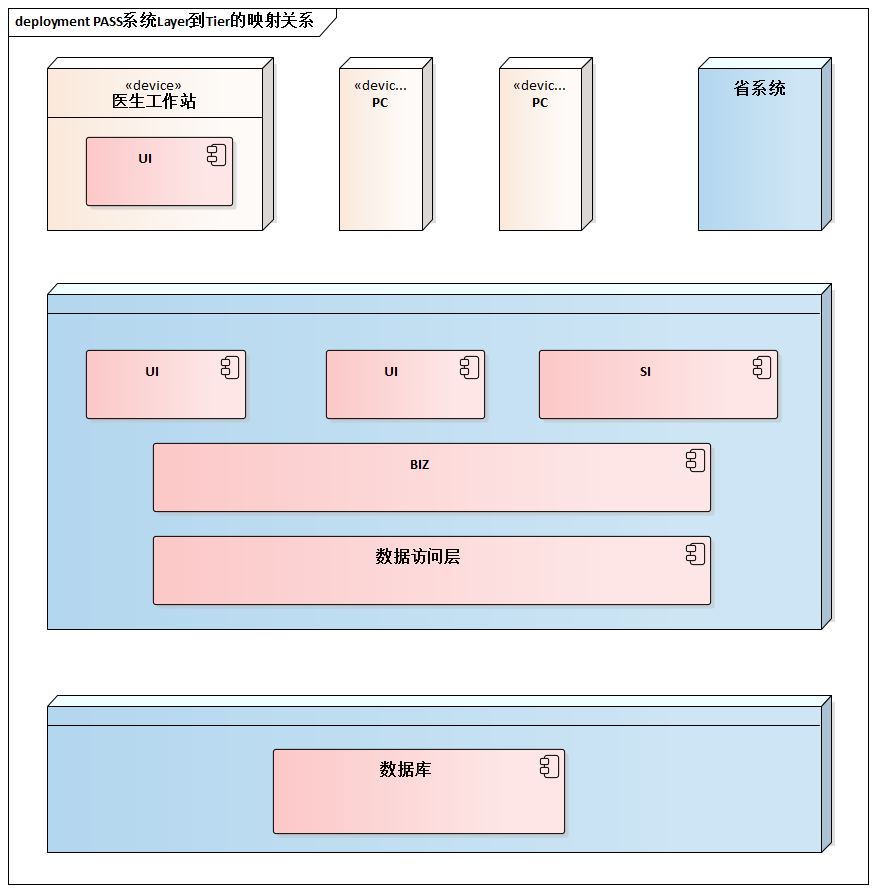 deployment PASS系统Layer到Tier的映射关系
«device»
医生工作站
UI
«devic...
PC
«devic...
PC
省系统
UI
UI
SI
BIZ
数据访问层
数据库